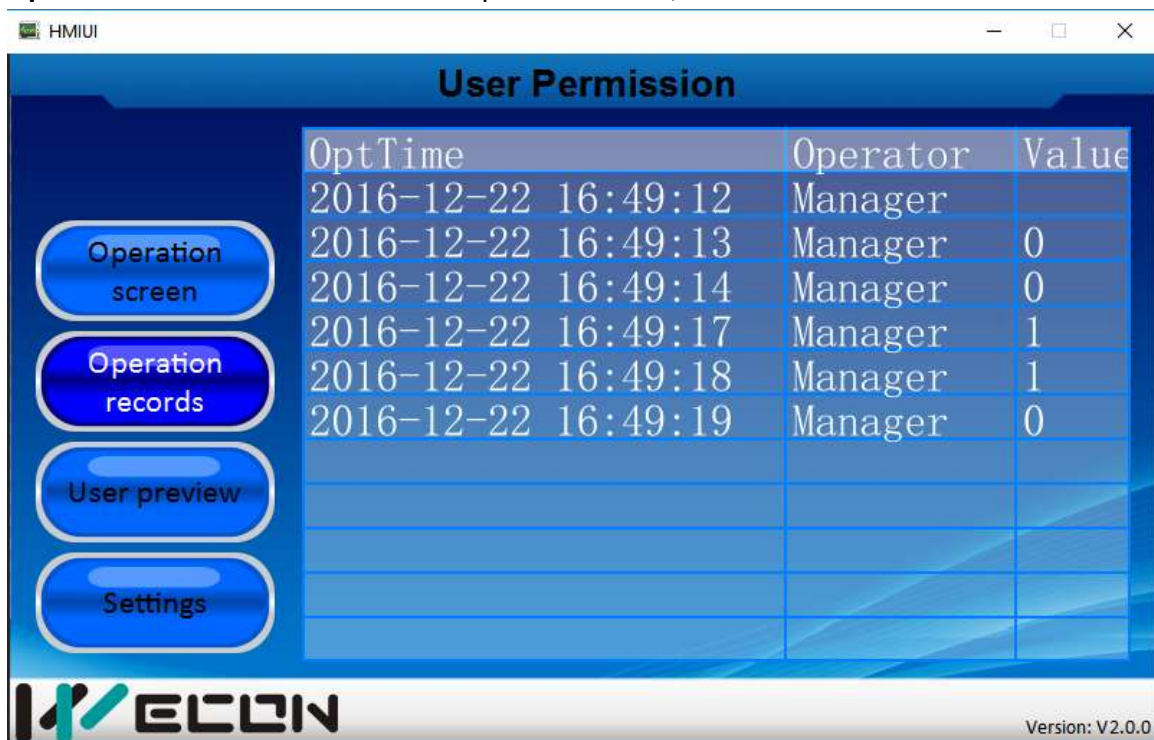 HMIUI
User Permission
OptTime Operator Value
2016-12-22 16:49:12 Manager
2016-12-22 16:49:13 Manager 0
2016-12-22 16:49:14 Manager 0
2016-12-22 16:49:17 Manager 1
2016-12-22 16:49:18 Manager 1
2016-12-22 16:49:19 Manager 0
Operation
screen
Operation
records
User preview
Settings
WECON
Version: V2.0.0